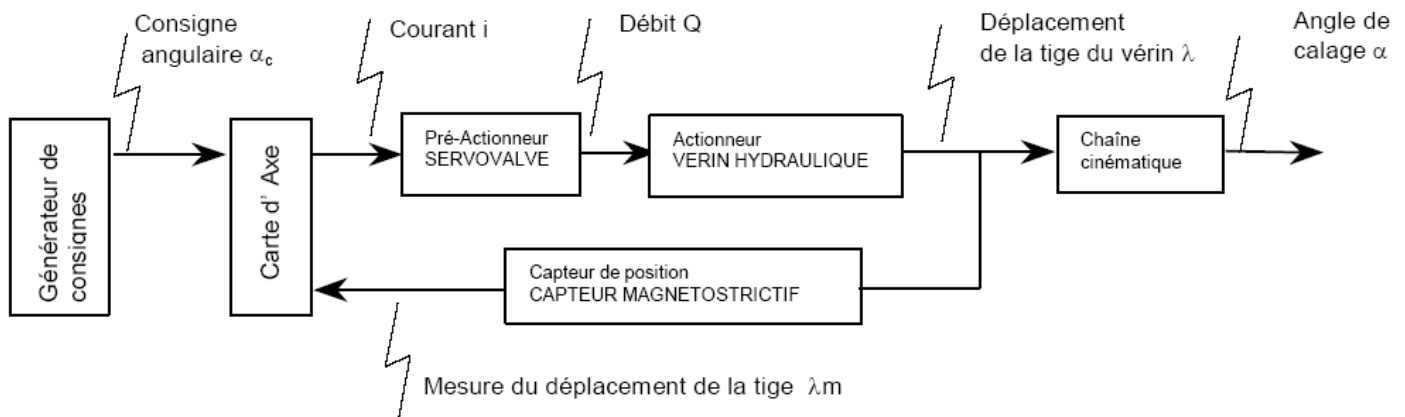 Consigne
angulaire αc
Courant i
Débit Q
Déplacement
de la tige du vérin λ
Angle de
calage α
Générateur de
consignes
Carte d' Axe
Pré-Actionneur
SERVOVALVE
Actionneur
VERIN HYDRAULIQUE
Chaîne
cinématique
Capteur de position
CAPTEUR MAGNETOSTRICTIF
Mesure du déplacement de la tige λm